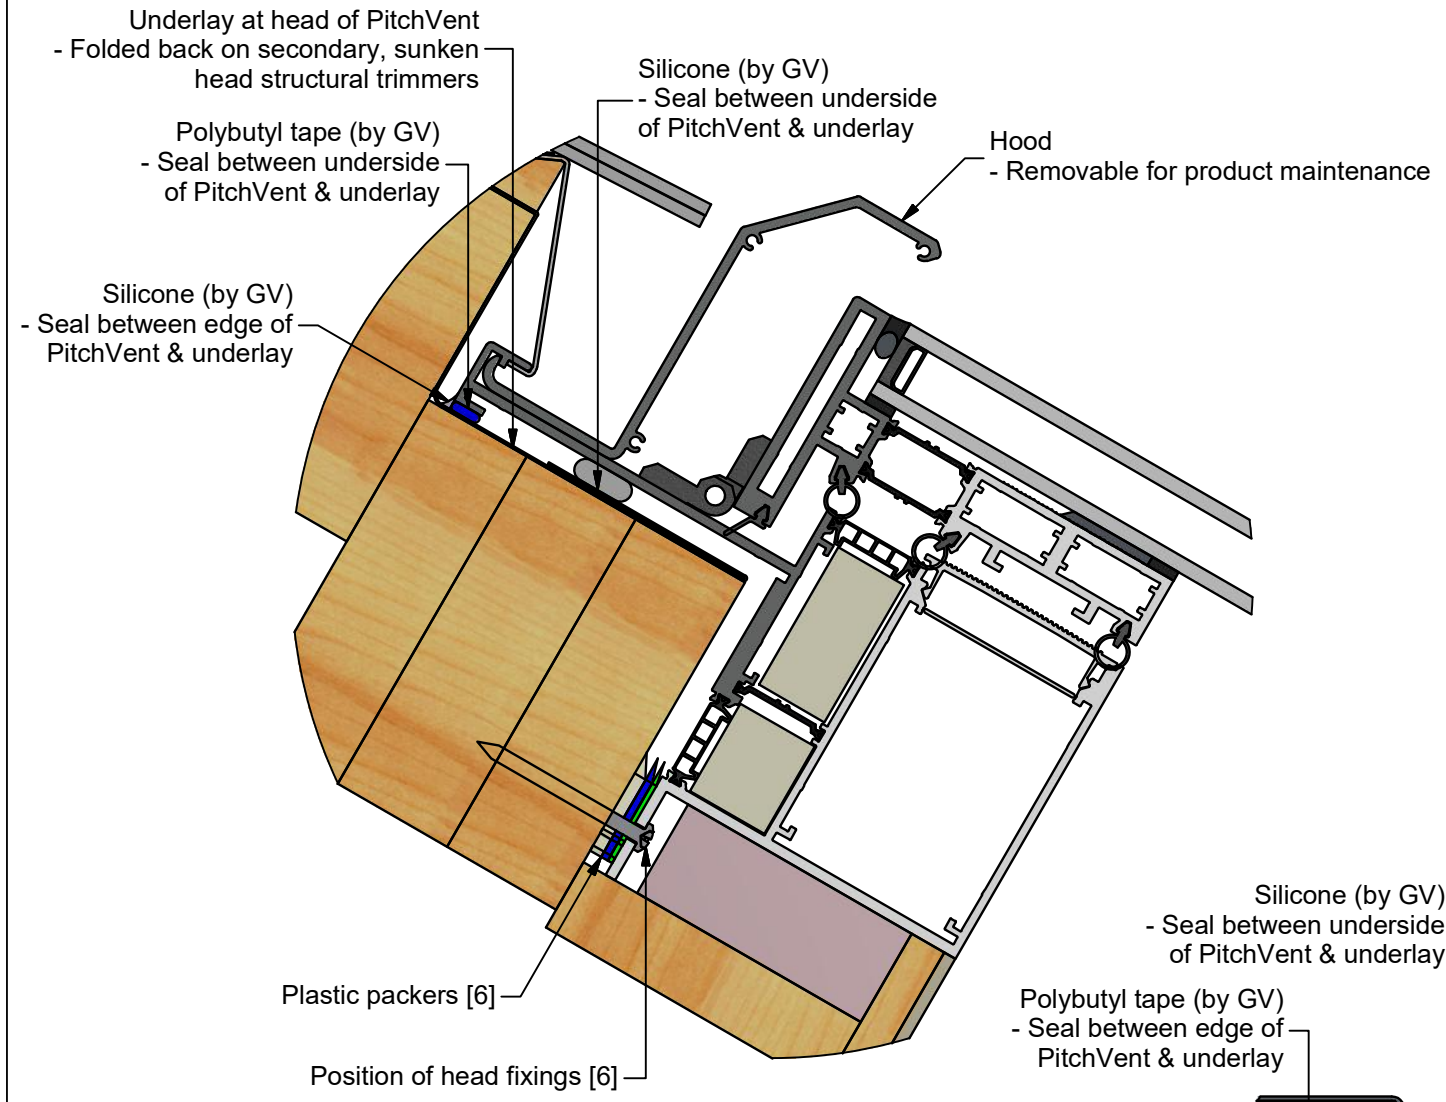 Underlay at head of PitchVent
- Folded back on secondary, sunken
head structural trimmers
Silicone (by GV)
- Seal between underside
of PitchVent & underlay
Polybutyl tape (by GV)
- Seal between underside
of PitchVent & underlay
Hood
- Removable for product maintenance
Silicone (by GV)
- Seal between edge of
PitchVent & underlay
Silicone (by GV)
- Seal between underside
of PitchVent & underlay
Plastic packers [6]
Polybutyl tape (by GV)
- Seal between edge of
PitchVent & underlay
Position of head fixings [6]